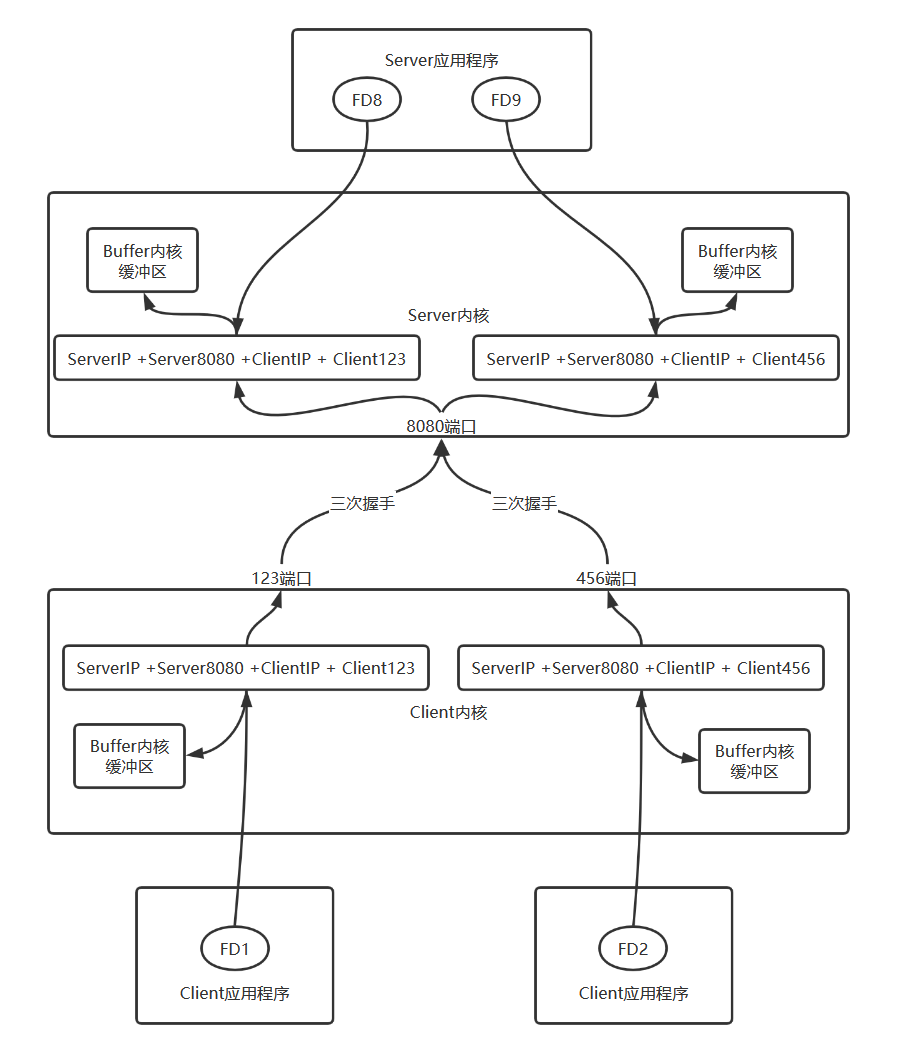 Server应用程序
FD8
FD9
Buffer内核
缓冲区
Buffer内核
缓冲区
Server内核
ServerIP +Server8080 +ClientIP + Client123
ServerIP +Server8080 +ClientIP + Client456
8080端口
三次握手
三次握手
123端口
456端口
ServerIP +Server8080 +ClientIP + Client123
ServerIP +Server8080 +ClientIP + Client456
Client内核
Buffer内核
缓冲区
Buffer内核
缓冲区
FD1
FD2
Client应用程序
Client应用程序